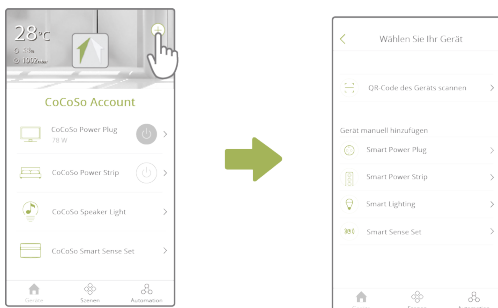 28°C
CoCoSo Account
CoCoSo Power Plug
70 W
CoCoSo Power Strip
CoCoSo Speaker Light
CoCoSo Smart Sense Set
Geräte
Szenen
Automation
Wählen Sie Ihr Gerät
QR-Code des Geräts scannen
Gerät manuell hinzufügen
Smart Power Plug
Smart Power Strip
Smart Lighting
Smart Sense Set